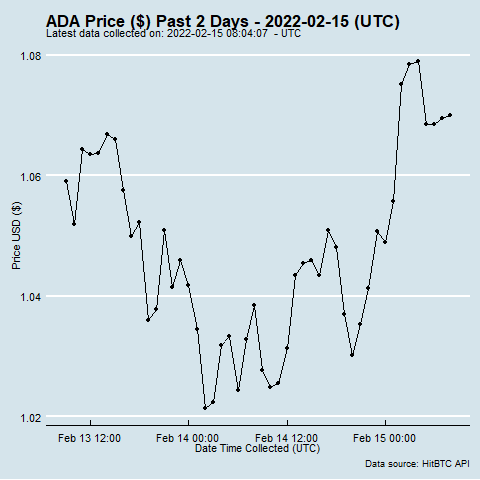 ADA Price ($) Past 2 Days - 2022-02-15 (UTC)
Latest data collected on: 2022-02-15 08:04:07 - UTC
1.08
1.06
1.04
1.02
Price USD ($)
Feb 13 12:00 Feb 14 00:00 Feb 14 12:00 Feb 15 00:00
Date Time Collected (UTC)
Data source: HitBTC API